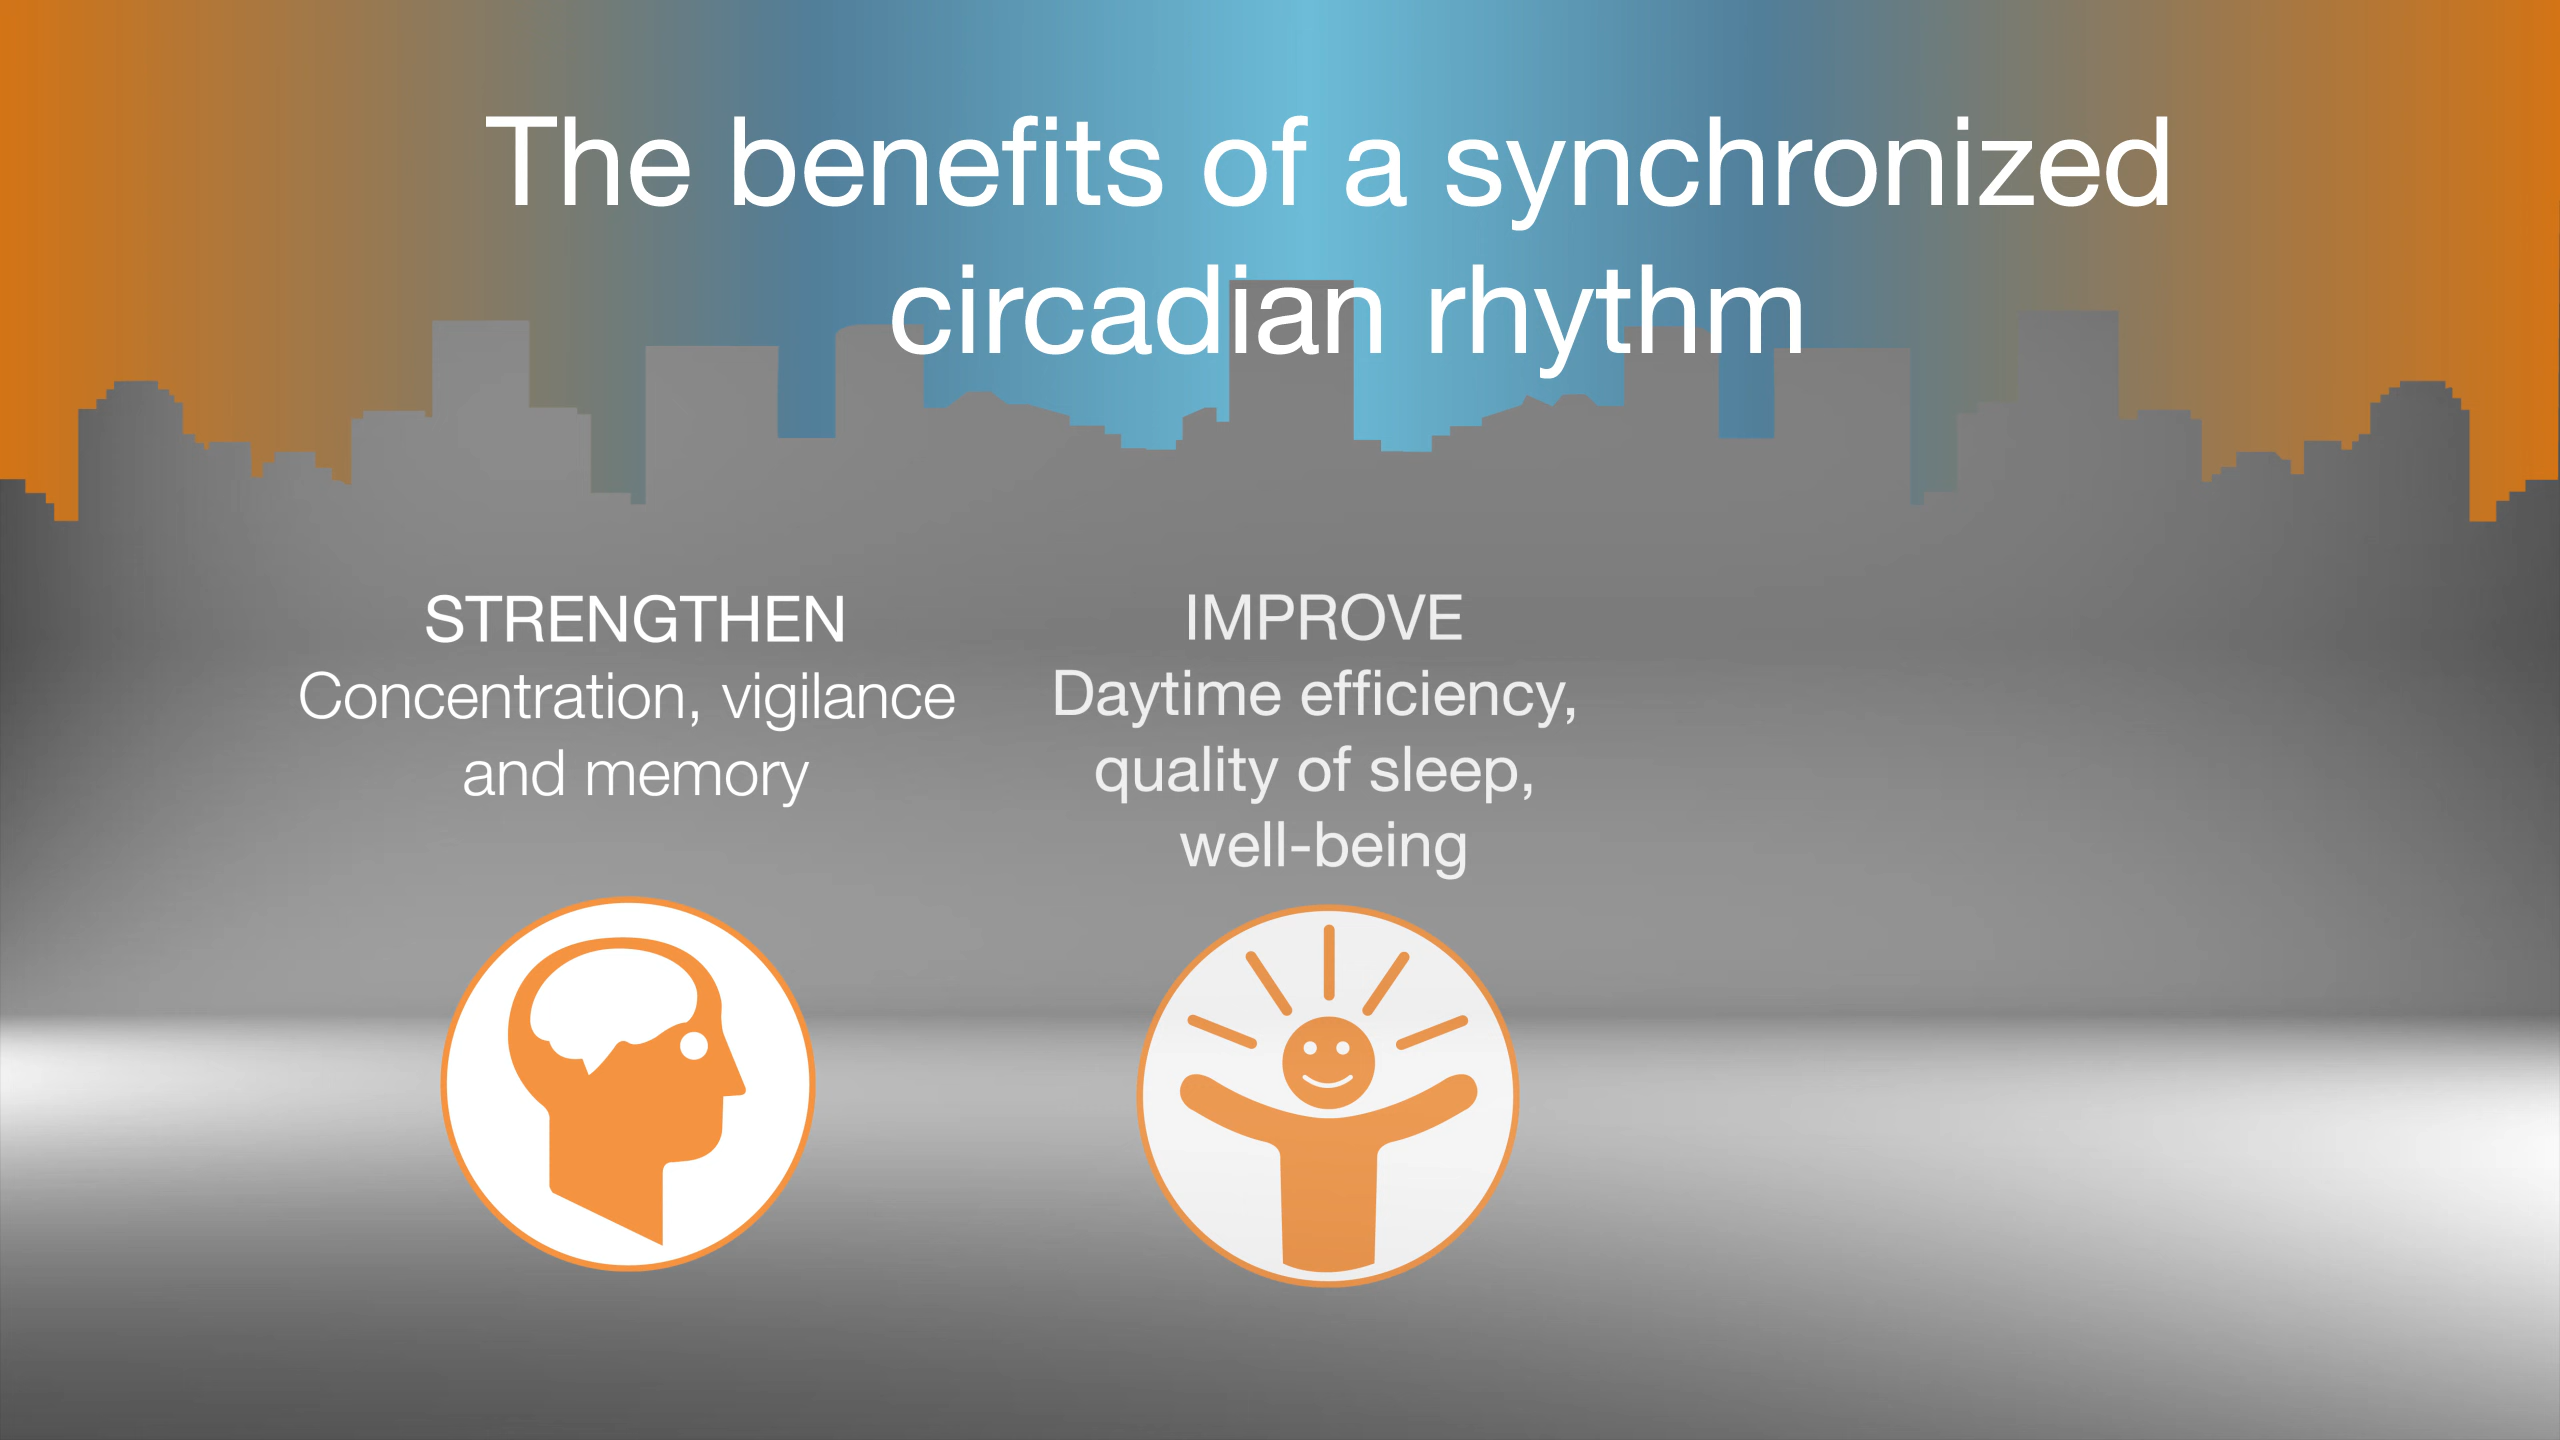 The benefits of a synchronized
circadian rhythm
STRENGTHEN
Concentration, vigilance
and memory
IMPROVE
Daytime efficiency,
quality of sleep,
well-being